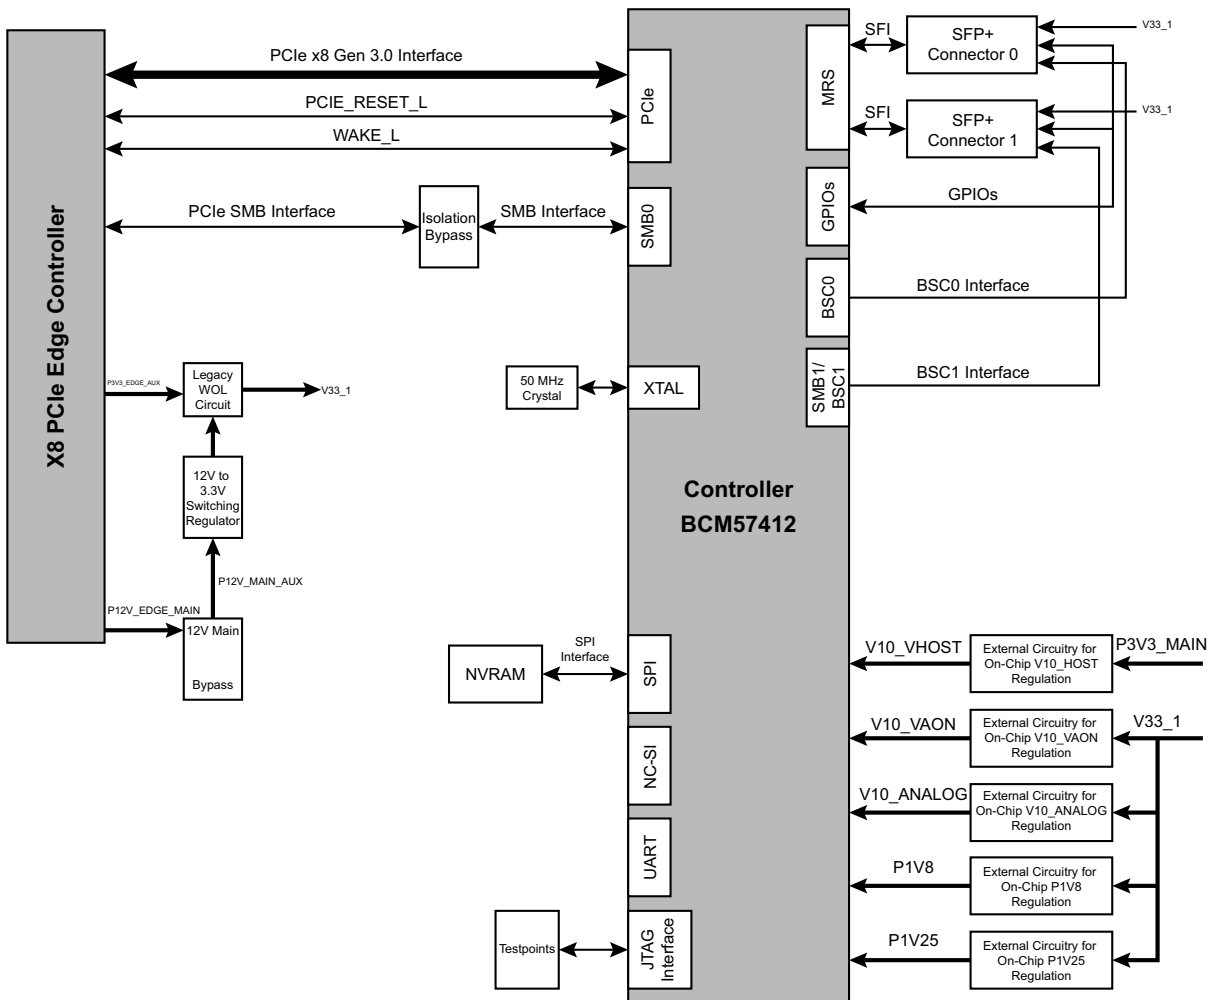 X8 PCIe Edge Controller
PCIe x8 Gen 3.0 Interface
PCIE_RESET_L
WAKE_L
PCIe
PCIe SMB Interface
Isolation
Bypass
SMB Interface
SMB0
P3V3_EDGE_AUX
Legacy
WOL
Circuit
V33_1
12V to
3.3V
Switching
Regulator
P12V_MAIN_AUX
P12V_EDGE_MAIN
12V Main
Bypass
50 MHz
Crystal
XTAL
Controller
BCM57412
NVRAM
SPI
Interface
SPI
NC-SI
UART
Testpoints
JTAG
Interface
MRS
SFI
SFP+
Connector 0
V33_1
SFI
SFP+
Connector 1
V33_1
GPIOs
GPIOs
BSC0
BSC0 Interface
SMB1/
BSC1
BSC1 Interface
V10_VHOST
External Circuitry for
On-Chip V10_HOST
Regulation
P3V3_MAIN
V10_VAON
External Circuitry for
On-Chip V10_VAON
Regulation
V33_1
V10_ANALOG
External Circuitry for
On-Chip V10_ANALOG
Regulation
P1V8
External Circuitry for
On-Chip P1V8
Regulation
P1V25
External Circuitry for
On-Chip P1V25
Regulation